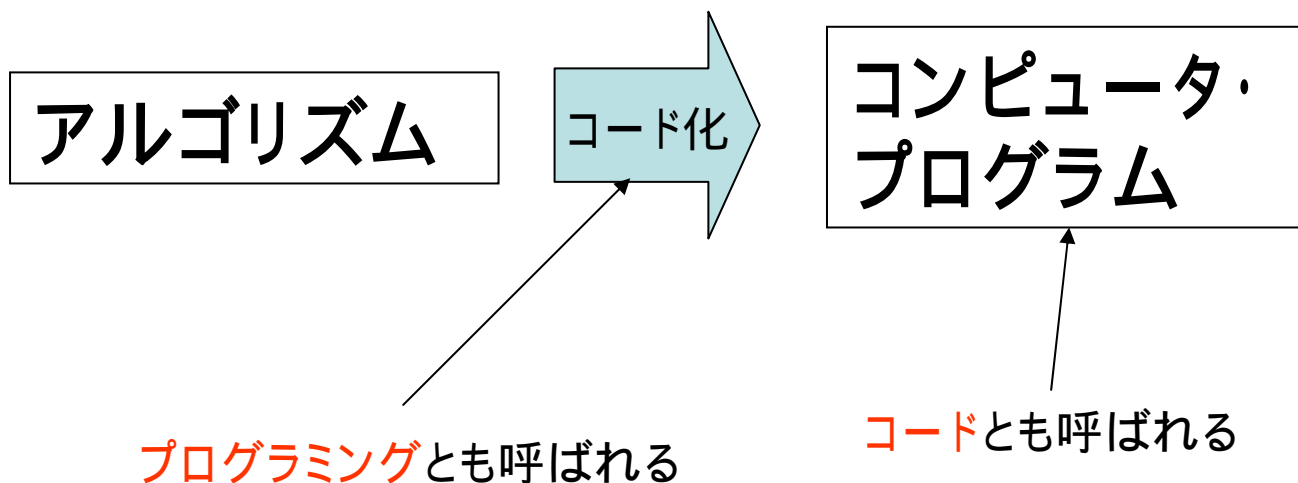 アルゴリズム
コード化
コンピュータ・
プログラム
プログラミングとも呼ばれる
コードとも呼ばれる